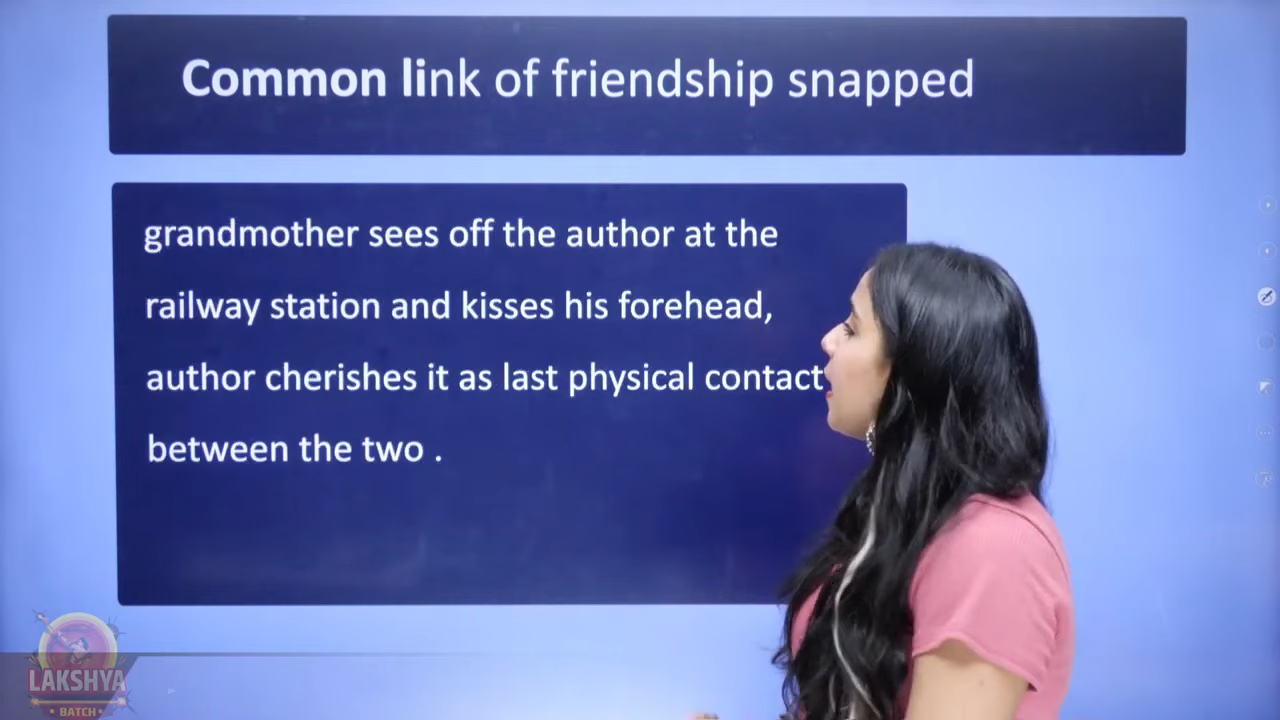 Common link of friendship snapped
grandmother sees off the author at the
railway station and kisses his forehead,
author cherishes it as last physical contact
between the two .
LAKSHYA
• BATCH •